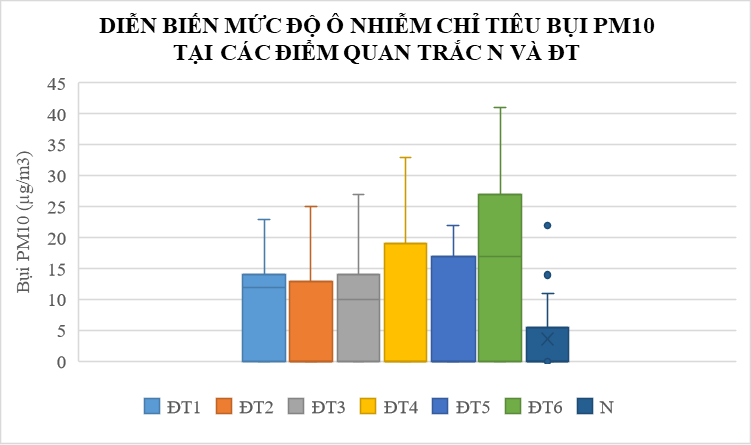 DIỄN BIẾN MỨC ĐỘ Ô NHIỄM CHỈ TIÊU BỤI PM10
TẠI CÁC ĐIỂM QUAN TRẮC N VÀ ĐT
45
40
35
30
25
20
15
10
5
0
Bụi PM10 (µg/m3)
ĐT1 ĐT2 ĐT3 ĐT4 ĐT5 ĐT6 N